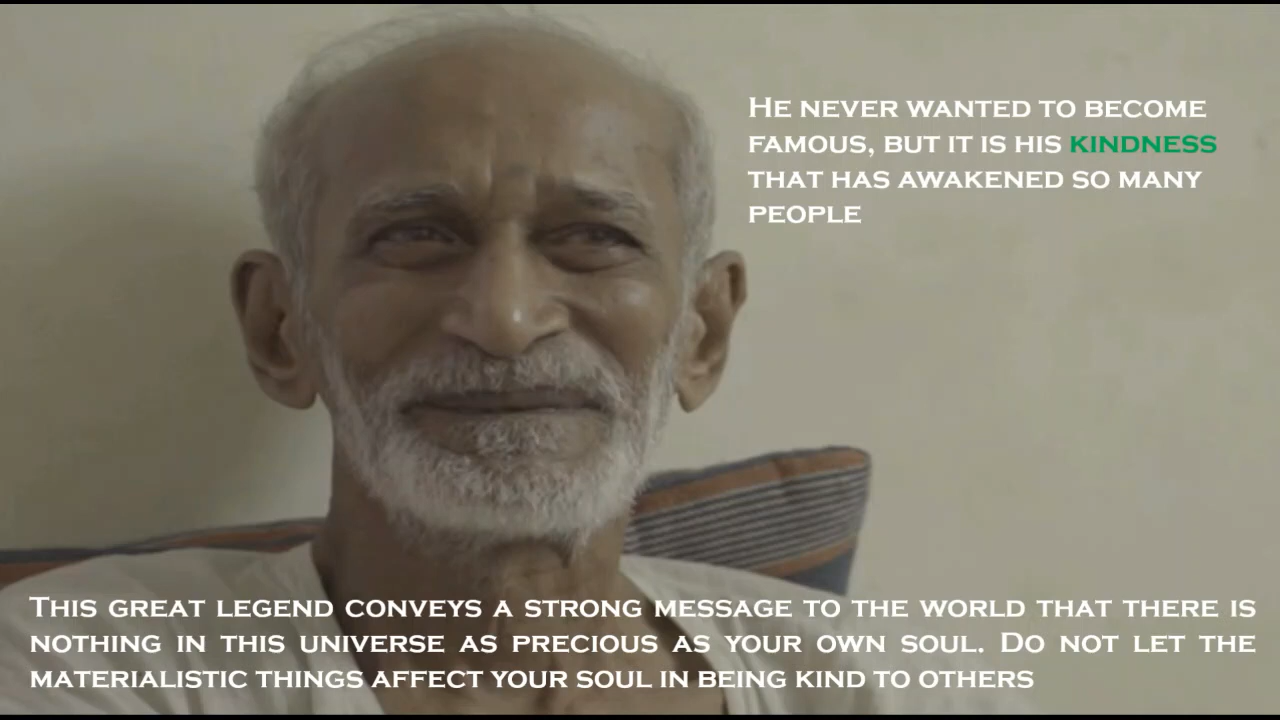 HE NEVER WANTED TO BECOME
FAMOUS, BUT IT IS HIS KINDNESS
THAT HAS AWAKENED SO MANY
PEOPLE
THIS GREAT LEGEND CONVEYS A STRONG MESSAGE TO THE WORLD THAT THERE IS
NOTHING IN THIS UNIVERSE AS PRECIOUS AS YOUR OWN SOUL. DO NOT LET THE
MATERIALISTIC THINGS AFFECT YOUR SOUL IN BEING KIND TO OTHERS